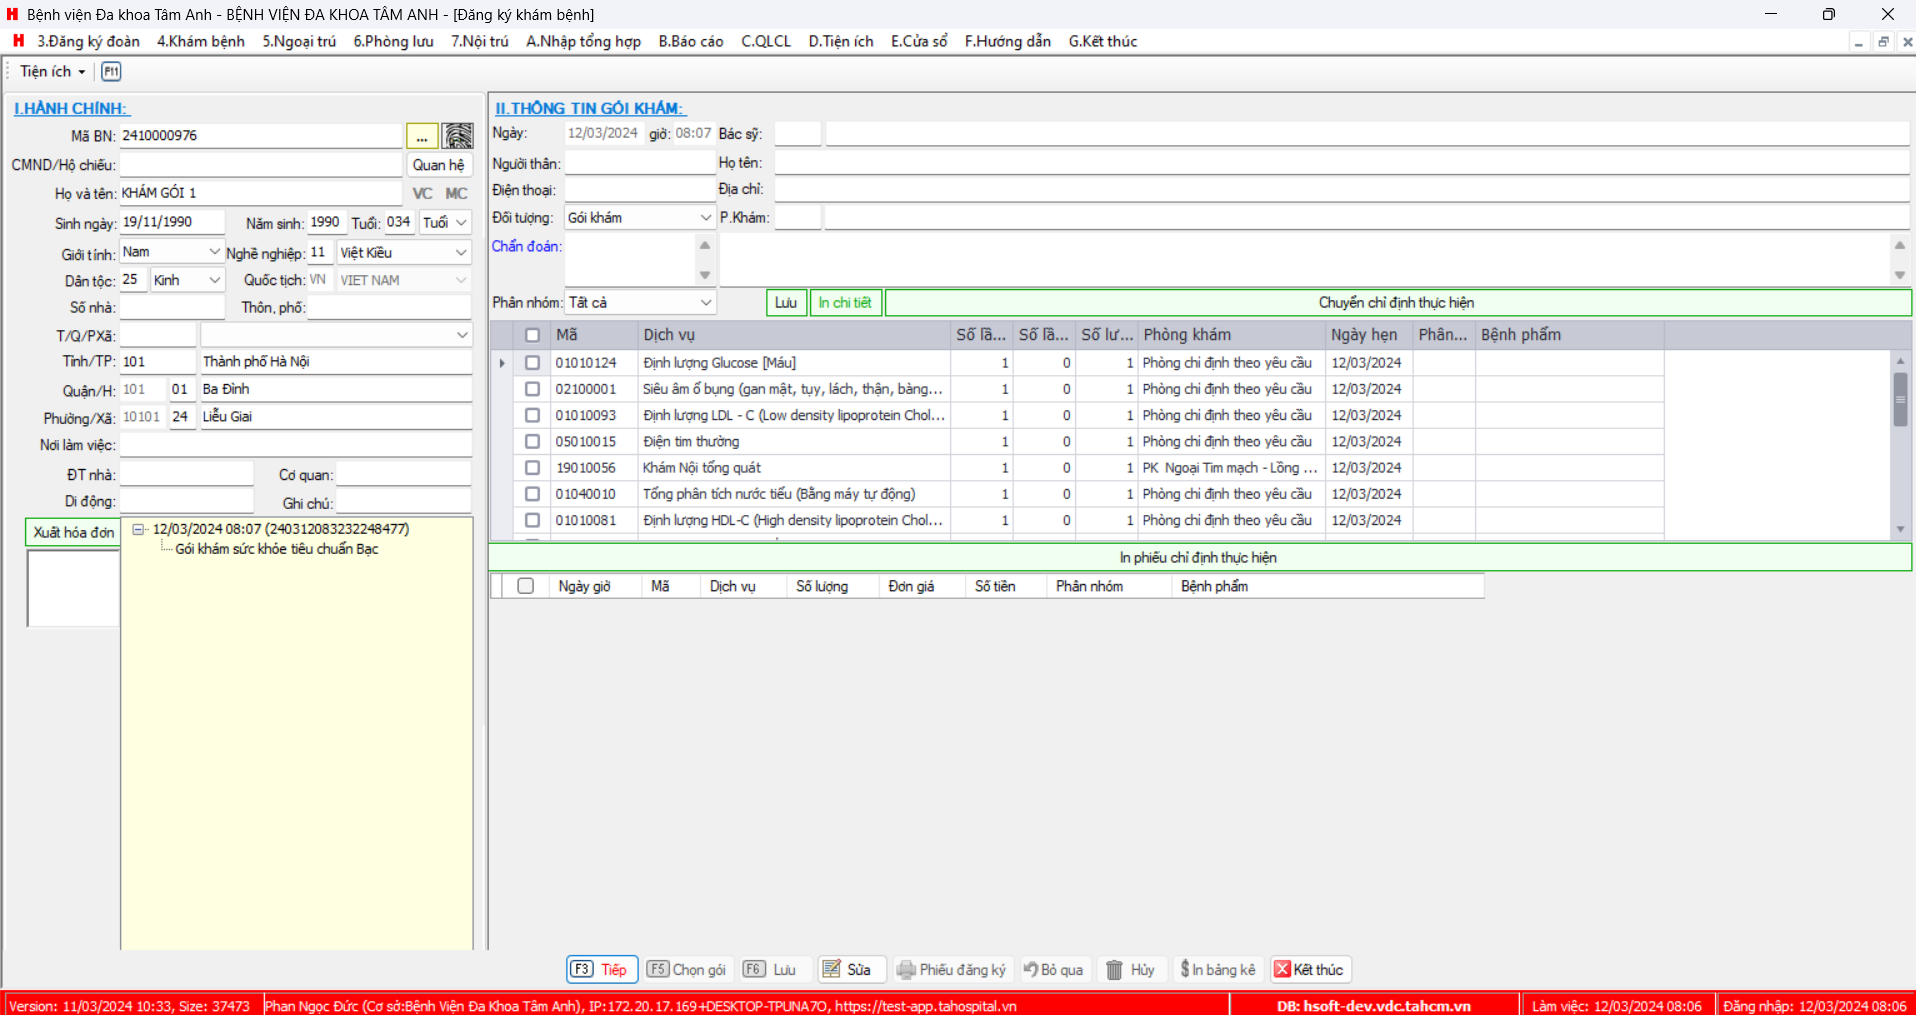 Bệnh viện Đa khoa Tâm Anh - BỆNH VIỆN ĐA KHOA TÂM ANH - [Đăng ký khám bệnh]
3.Đăng ký đoàn 4.Khám bệnh 5.Ngoại trú 6.Phòng lưu 7.Nội trú A.Nhập tổng hợp B.Báo cáo C.QLCL D.Tiện ích E.Cửa sổ F.Hướng dẫn G.Kết thúc
Tiện ích F11
I.HÀNH CHÍNH:
Mã BN: 2410000976 ...
CMND/Hộ chiếu: Quan hệ
Họ và tên: KHÁM GÓI 1 VC MC
Sinh ngày: 19/11/1990 Năm sinh: 1990 Tuổi: 034 Tuổi
Giới tính: Nam Nghề nghiệp: 11 Việt Kiều
Dân tộc: 25 Kinh Quốc tịch: VN VIET NAM
Số nhà: Thôn, phố:
T/Q/PXã:
Tỉnh/TP: 101 Thành phố Hà Nội
Quận/H: 101 01 Ba Đình
Phường/Xã: 10101 24 Liễu Giai
Nơi làm việc:
ĐT nhà: Cơ quan:
Di động: Ghi chú:
Xuất hóa đơn
12/03/2024 08:07 (240312083232248477)
Gói khám sức khỏe tiêu chuẩn Bạc
II.THÔNG TIN GÓI KHÁM:
Ngày: 12/03/2024 giờ: 08:07 Bác sỹ:
Người thân: Họ tên:
Điện thoại: Địa chỉ:
Đối tượng: Gói khám P.Khám:
Chẩn đoán:
Phân nhóm: Tất cả Lưu In chi tiết Chuyển chỉ định thực hiện
Mã Dịch vụ Số lầ... Số lầ... Số lư... Phòng khám Ngày hẹn Phân... Bệnh phẩm
01010124 Định lượng Glucose [Máu] 1 0 1 Phòng chỉ định theo yêu cầu 12/03/2024
02100001 Siêu âm ổ bụng (gan mật, tụy, lách, thận, bàng... 1 0 1 Phòng chỉ định theo yêu cầu 12/03/2024
01010093 Định lượng LDL - C (Low density lipoprotein Chol... 1 0 1 Phòng chỉ định theo yêu cầu 12/03/2024
05010015 Điện tim thường 1 0 1 Phòng chỉ định theo yêu cầu 12/03/2024
19010056 Khám Nội tổng quát 1 0 1 PK Ngoại Tim mạch - Lồng ... 12/03/2024
01040010 Tổng phân tích nước tiểu (Bằng máy tự động) 1 0 1 Phòng chỉ định theo yêu cầu 12/03/2024
01010081 Định lượng HDL-C (High density lipoprotein Chol... 1 0 1 Phòng chỉ định theo yêu cầu 12/03/2024
In phiếu chỉ định thực hiện
Ngày giờ Mã Dịch vụ Số lượng Đơn giá Số tiền Phân nhóm Bệnh phẩm
F3 Tiếp F5 Chọn gói F6 Lưu Sửa Phiếu đăng ký Bỏ qua Hủy In bảng kê Kết thúc
Version: 11/03/2024 10:33, Size: 37473 Phan Ngọc Đức (Cơ sở:Bệnh Viện Đa Khoa Tâm Anh), IP:172.20.17.169+DESKTOP-TPUNA7O, https://test-app.tahospital.vn DB: hsoft-dev.vdc.tahcm.vn Làm việc: 12/03/2024 08:06 Đăng nhập: 12/03/2024 08:06